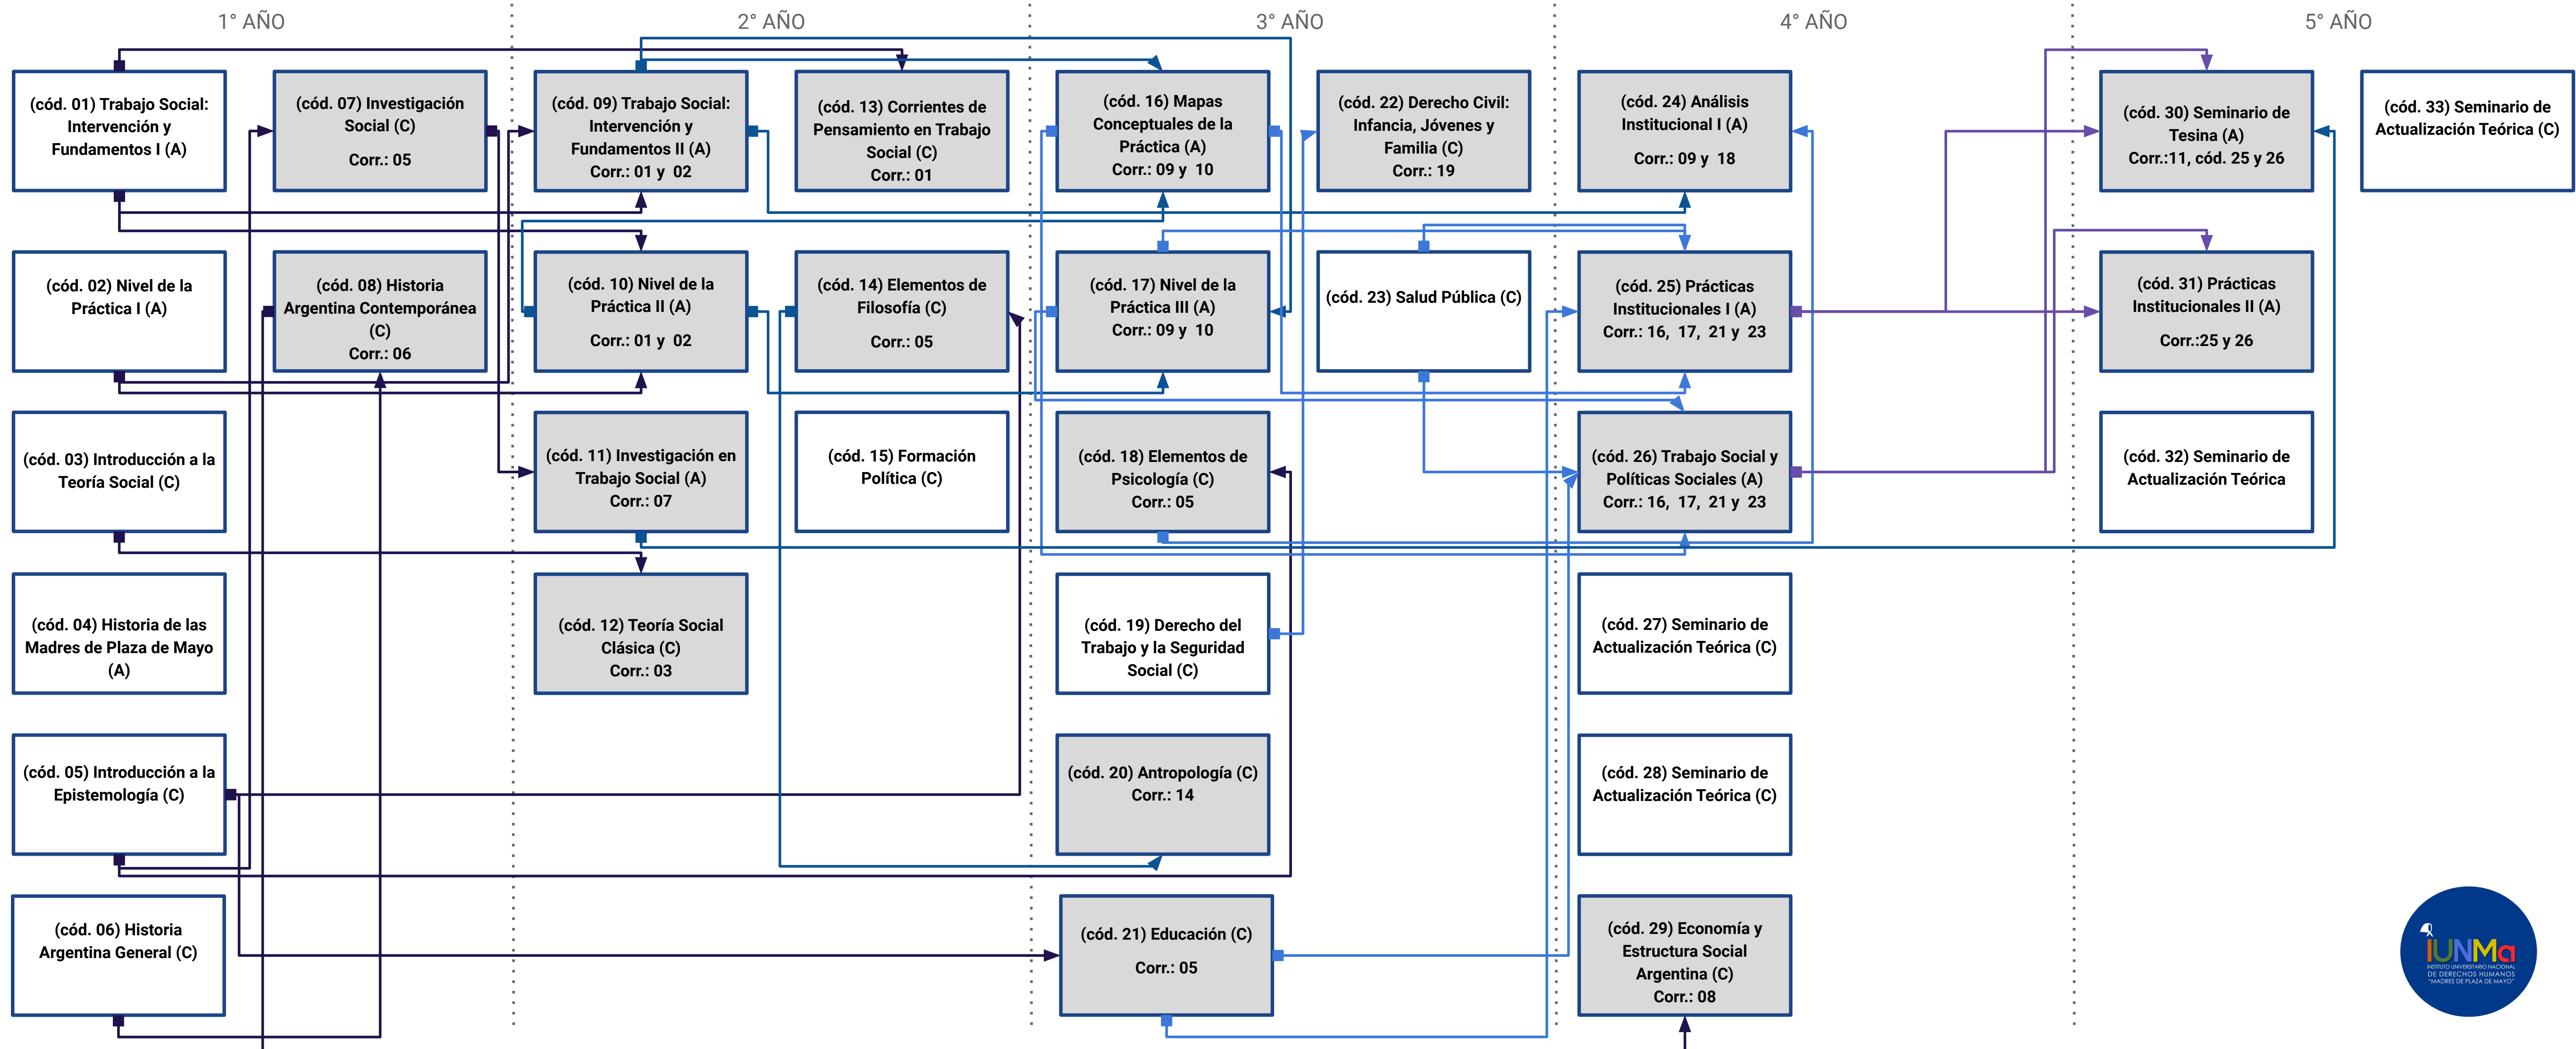 1° AÑO
2° AÑO
3° AÑO
4° AÑO
5° AÑO
(cód. 01) Trabajo Social:
Intervención y
Fundamentos I (A)
(cód. 07) Investigación
Social (C)
Corr.: 05
(cód. 09) Trabajo Social:
Intervención y
Fundamentos II (A)
Corr.: 01 y 02
(cód. 13) Corrientes de
Pensamiento en Trabajo
Social (C)
Corr.: 01
(cód. 16) Mapas
Conceptuales de la
Práctica (A)
Corr.: 09 y 10
(cód. 22) Derecho Civil:
Infancia, Jóvenes y
Familia (C)
Corr.: 19
(cód. 24) Análisis
Institucional I (A)
Corr.: 09 y 18
(cód. 30) Seminario de
Tesina (A)
Corr.:11, cód. 25 y 26
(cód. 33) Seminario de
Actualización Teórica (C)
(cód. 02) Nivel de la
Práctica I (A)
(cód. 08) Historia
Argentina Contemporánea
(C)
Corr.: 06
(cód. 10) Nivel de la
Práctica II (A)
Corr.: 01 y 02
(cód. 14) Elementos de
Filosofía (C)
Corr.: 05
(cód. 17) Nivel de la
Práctica III (A)
Corr.: 09 y 10
(cód. 23) Salud Pública (C)
(cód. 25) Prácticas
Institucionales I (A)
Corr.: 16, 17, 21 y 23
(cód. 31) Prácticas
Institucionales II (A)
Corr.:25 y 26
(cód. 03) Introducción a la
Teoría Social (C)
(cód. 11) Investigación en
Trabajo Social (A)
Corr.: 07
(cód. 15) Formación
Política (C)
(cód. 18) Elementos de
Psicología (C)
Corr.: 05
(cód. 26) Trabajo Social y
Políticas Sociales (A)
Corr.: 16, 17, 21 y 23
(cód. 32) Seminario de
Actualización Teórica
(cód. 04) Historia de las
Madres de Plaza de Mayo
(A)
(cód. 12) Teoría Social
Clásica (C)
Corr.: 03
(cód. 19) Derecho del
Trabajo y la Seguridad
Social (C)
(cód. 27) Seminario de
Actualización Teórica (C)
(cód. 05) Introducción a la
Epistemología (C)
(cód. 20) Antropología (C)
Corr.: 14
(cód. 28) Seminario de
Actualización Teórica (C)
(cód. 06) Historia
Argentina General (C)
(cód. 21) Educación (C)
Corr.: 05
(cód. 29) Economía y
Estructura Social
Argentina (C)
Corr.: 08
IUNMa
INSTITUTO UNIVERSITARIO NACIONAL
DE DERECHOS HUMANOS
"MADRES DE PLAZA DE MAYO"